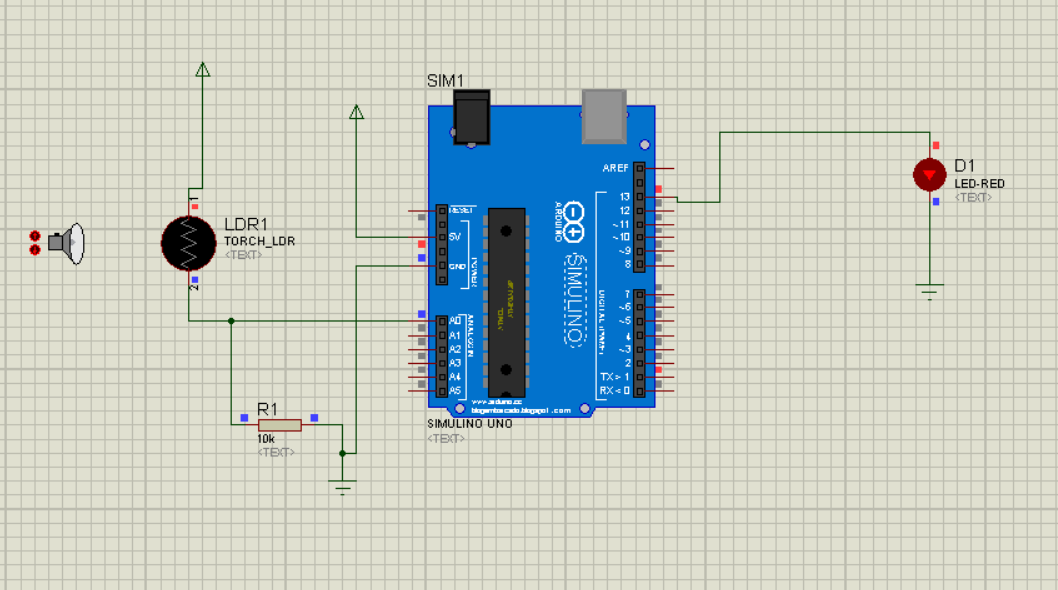 SIM1
AREF
13
12
~11
~10
~9
8
RESET
5V
GND
POWER
ARDUINO
SIMULINO
LDR1
TORCH_LDR
<TEXT>
1
2
D1
LED-RED
<TEXT>
7
~6
~5
4
~3
2
TX > 1
RX < 0
A0
A1
A2
A3
A4
A5
ANALOG IN
www.arduino.cc
blogembarcado.blogspot.com
SIMULINO UNO
<TEXT>
R1
10k
<TEXT>